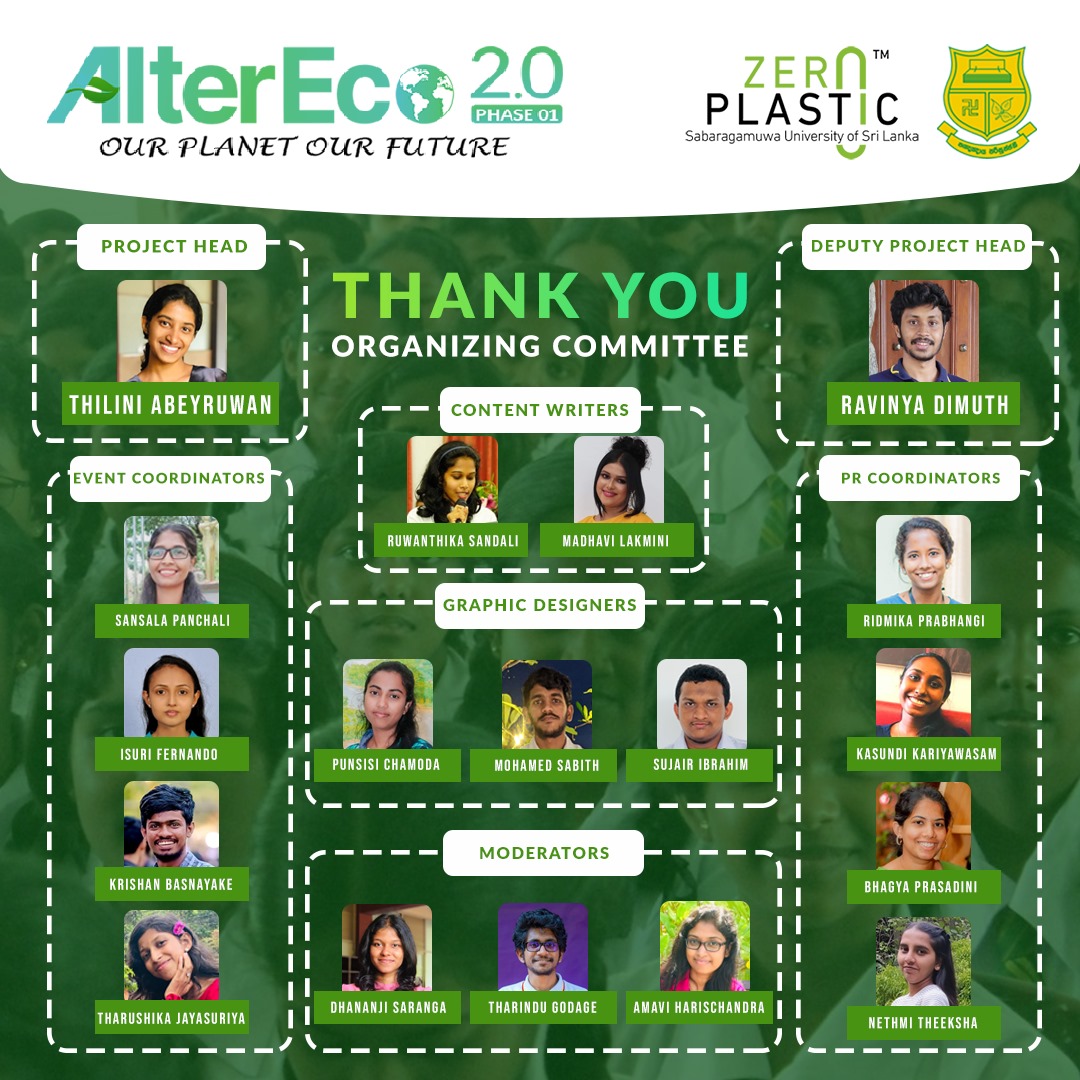 AlterEco 2.0
PHASE 01
OUR PLANET OUR FUTURE
ZERO
PLASTIC
TM
Sabaragamuwa University of Sri Lanka
PROJECT HEAD
THILINI ABEYRUWAN
THANK YOU
ORGANIZING COMMITTEE
DEPUTY PROJECT HEAD
RAVINYA DIMUTH
CONTENT WRITERS
RUWANTHIKA SANDALI
MADHAVI LAKMINI
EVENT COORDINATORS
SANSALA PANCHALI
ISURI FERNANDO
KRISHAN BASNAYAKE
THARUSHIKA JAYASURIYA
GRAPHIC DESIGNERS
PUNSISI CHAMODA
MOHAMED SABITH
SUJAIR IBRAHIM
MODERATORS
DHANANJI SARANGA
THARINDU GODAGE
AMAVI HARISCHANDRA
PR COORDINATORS
RIDMIKA PRABHANGI
KASUNDI KARIYAWASAM
BHAGYA PRASADINI
NETHMI THEEKSHA